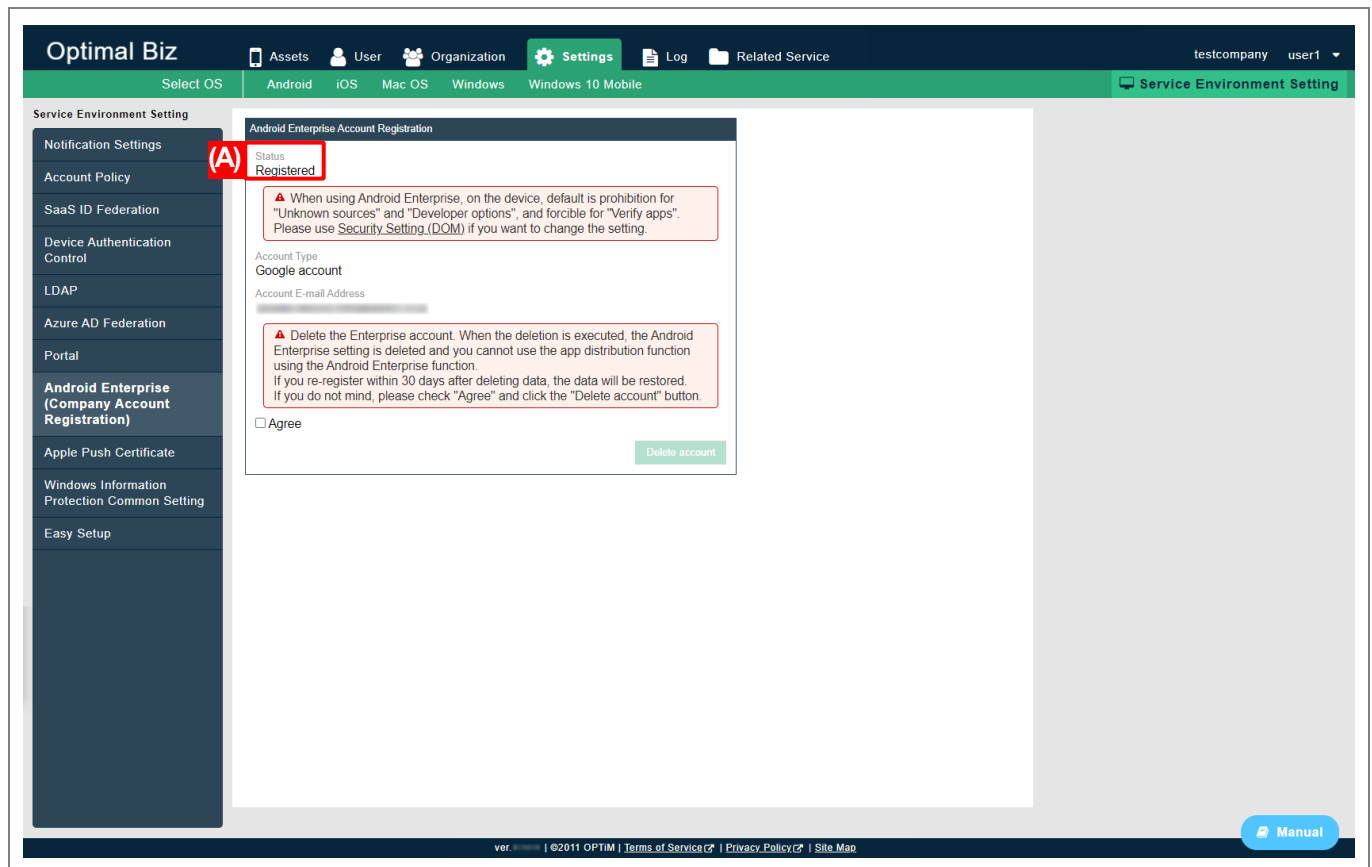 Optimal Biz
Assets User Organization Settings Log Related Service
testcompany user1
Select OS Android iOS Mac OS Windows Windows 10 Mobile
Service Environment Setting
Service Environment Setting
Notification Settings
Account Policy
SaaS ID Federation
Device Authentication
Control
LDAP
Azure AD Federation
Portal
Android Enterprise
(Company Account
Registration)
Apple Push Certificate
Windows Information
Protection Common Setting
Easy Setup
Android Enterprise Account Registration
(A)
Status
Registered
When using Android Enterprise, on the device, default is prohibition for
"Unknown sources" and "Developer options", and forcible for "Verify apps".
Please use Security Setting (DOM) if you want to change the setting.
Account Type
Google account
Account E-mail Address
Delete the Enterprise account. When the deletion is executed, the Android
Enterprise setting is deleted and you cannot use the app distribution function
using the Android Enterprise function.
If you re-register within 30 days after deleting data, the data will be restored.
If you do not mind, please check "Agree" and click the "Delete account" button.
Agree
Delete account
Manual
ver. | ©2011 OPTiM | Terms of Service | Privacy Policy | Site Map